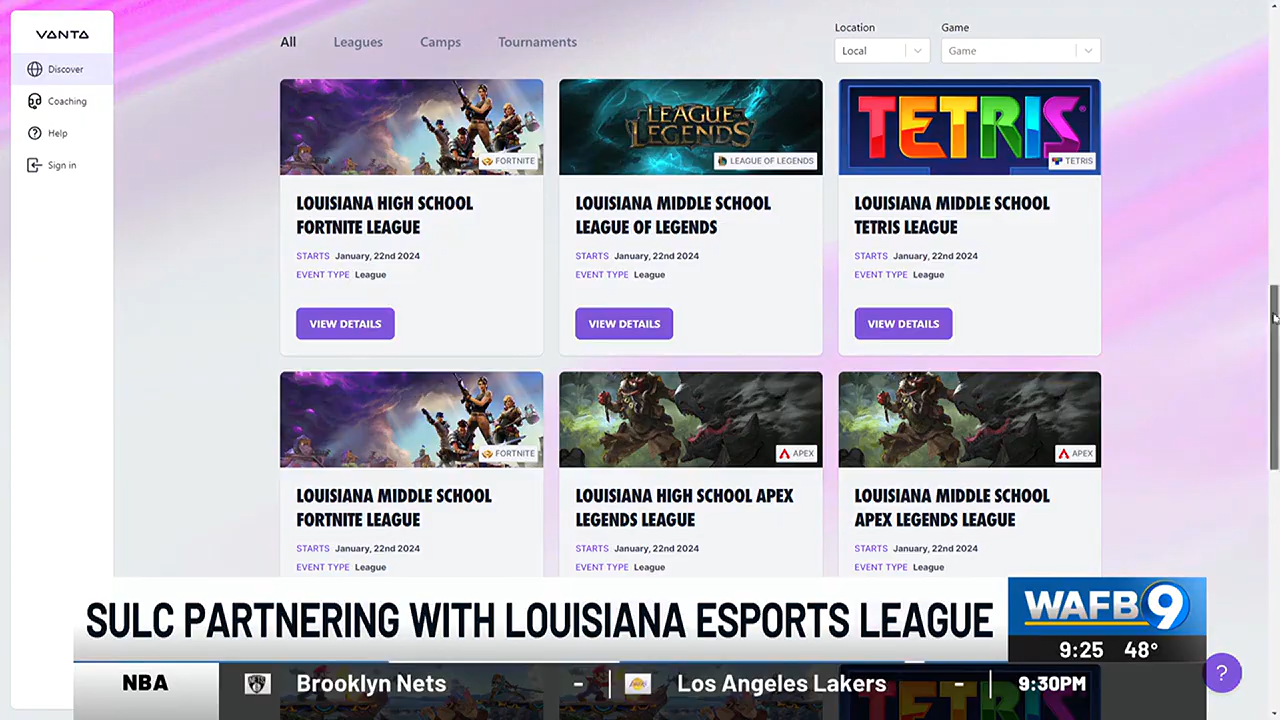 VANTA
Discover
Coaching
Help
Sign in
All Leagues Camps Tournaments
Location
Local
Game
Game
FORTNITE
LOUISIANA HIGH SCHOOL
FORTNITE LEAGUE
STARTS January, 22nd 2024
EVENT TYPE League
VIEW DETAILS
LEAGUE OF LEGENDS
LEAGUE OF LEGENDS
LOUISIANA MIDDLE SCHOOL
LEAGUE OF LEGENDS
STARTS January, 22nd 2024
EVENT TYPE League
VIEW DETAILS
TETRIS®
TETRIS
LOUISIANA MIDDLE SCHOOL
TETRIS LEAGUE
STARTS January, 22nd 2024
EVENT TYPE League
VIEW DETAILS
FORTNITE
LOUISIANA MIDDLE SCHOOL
FORTNITE LEAGUE
STARTS January, 22nd 2024
EVENT TYPE League
APEX
LOUISIANA HIGH SCHOOL APEX
LEGENDS LEAGUE
STARTS January, 22nd 2024
EVENT TYPE League
APEX
LOUISIANA MIDDLE SCHOOL
APEX LEGENDS LEAGUE
STARTS January, 22nd 2024
EVENT TYPE League
SULC PARTNERING WITH LOUISIANA ESPORTS LEAGUE
WAFB 9
9:25 48°
NBA Brooklyn Nets - Los Angeles Lakers - 9:30PM
?